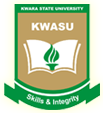 KWARA STATE UNIVERSITY
KWASU
Skills & Integrity